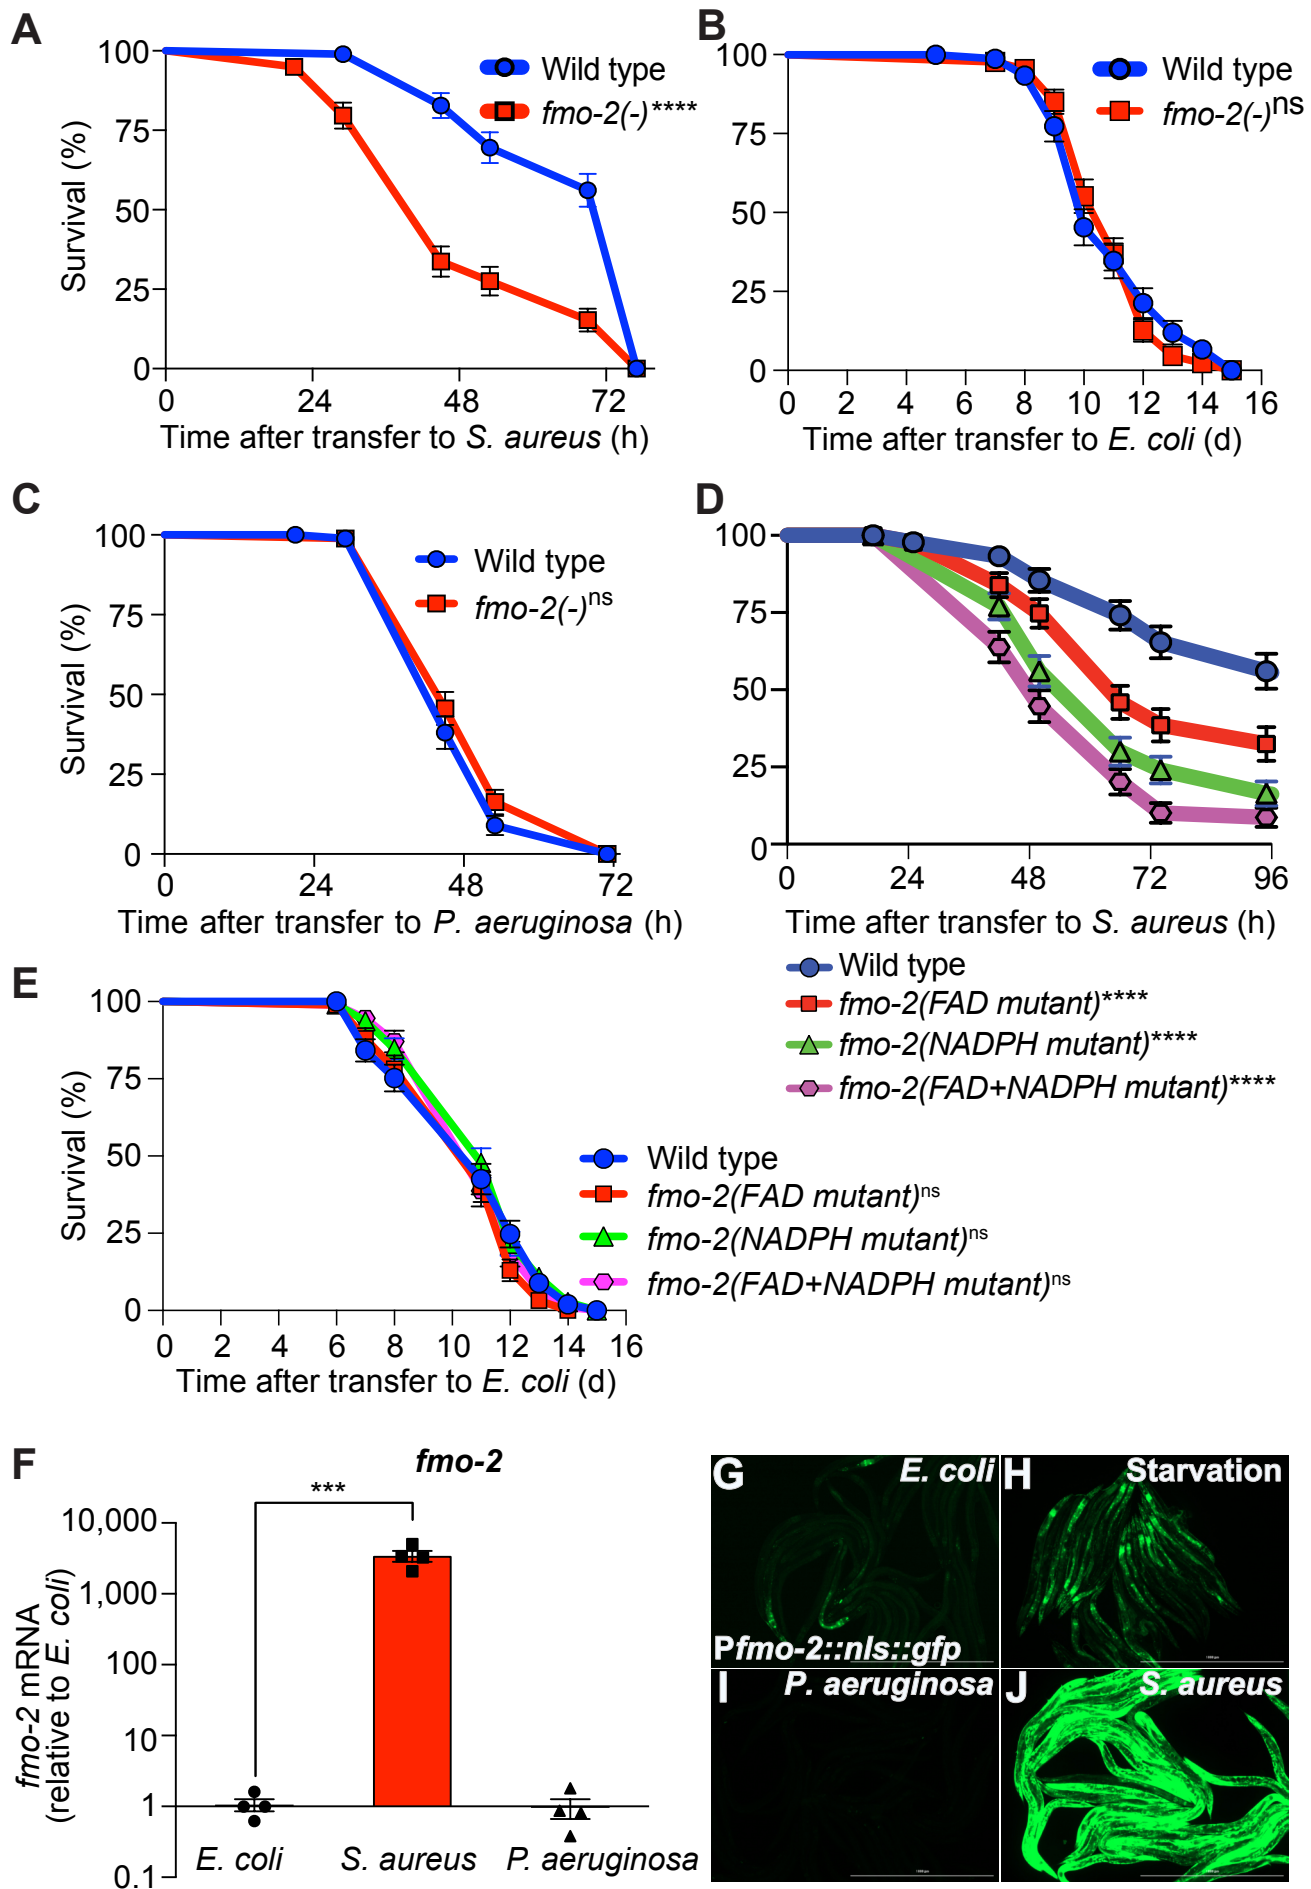 A
Survival (%)
100
75
50
25
0
0 24 48 72
Time after transfer to S. aureus (h)
Wild type
fmo-2(-)****
B
100
75
50
25
0
0 2 4 6 8 10 12 14 16
Time after transfer to E. coli (d)
Wild type
fmo-2(-)ns
C
Survival (%)
100
75
50
25
0
0 24 48 72
Time after transfer to P. aeruginosa (h)
Wild type
fmo-2(-)ns
D
100
75
50
25
0
0 24 48 72 96
Time after transfer to S. aureus (h)
Wild type
fmo-2(FAD mutant)****
fmo-2(NADPH mutant)****
fmo-2(FAD+NADPH mutant)****
E
Survival (%)
100
75
50
25
0
0 2 4 6 8 10 12 14 16
Time after transfer to E. coli (d)
Wild type
fmo-2(FAD mutant)ns
fmo-2(NADPH mutant)ns
fmo-2(FAD+NADPH mutant)ns
F
fmo-2
***
fmo-2 mRNA
(relative to E. coli)
10,000
1,000
100
10
1
0.1
E. coli S. aureus P. aeruginosa
G E. coli
Pfmo-2::nls::gfp
H Starvation
I P. aeruginosa
J S. aureus